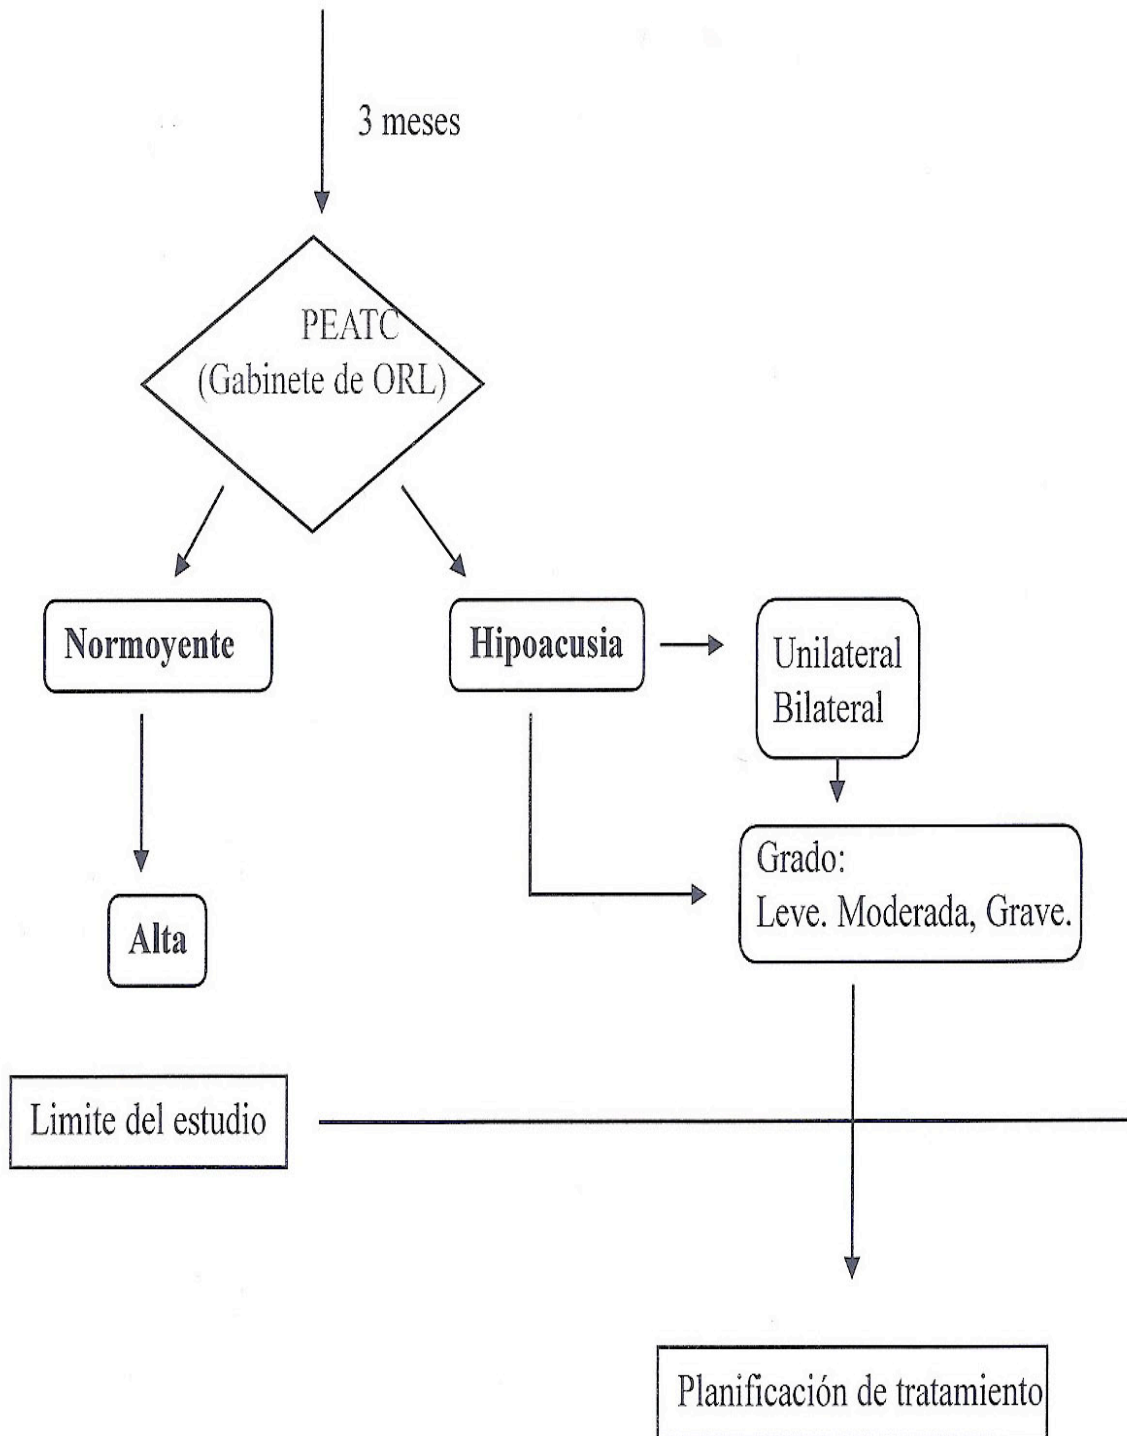 3 meses
PEATC
(Gabinete de ORL)
Normoyente
Hipoacusia
Unilateral
Bilateral
Grado:
Leve. Moderada, Grave.
Alta
Limite del estudio
Planificación de tratamiento